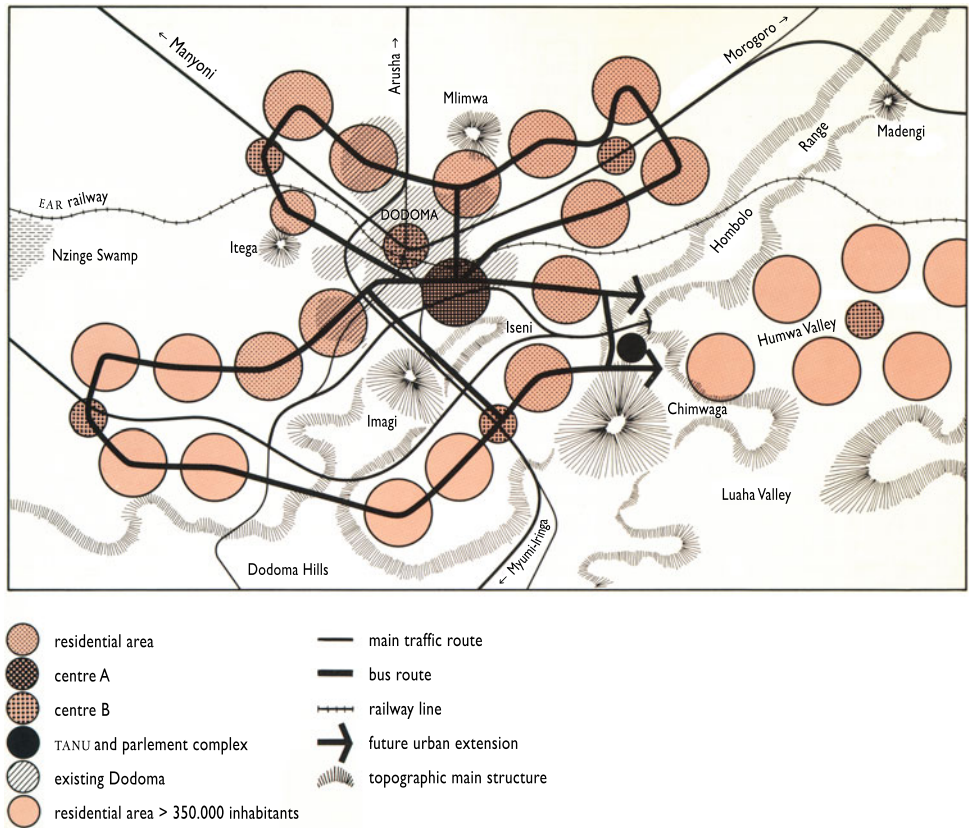 ← Manyoni
Arusha →
Morogoro →
Mlimwa
Madengi
Range
EAR railway
DODOMA
Hombolo
Itega
Nzinge Swamp
Iseni
Humwa Valley
Chimwaga
Imagi
Luaha Valley
← Myumi-Iringa
Dodoma Hills
residential area
centre A
centre B
TANU and parlement complex
existing Dodoma
residential area > 350.000 inhabitants
main traffic route
bus route
railway line
future urban extension
topographic main structure